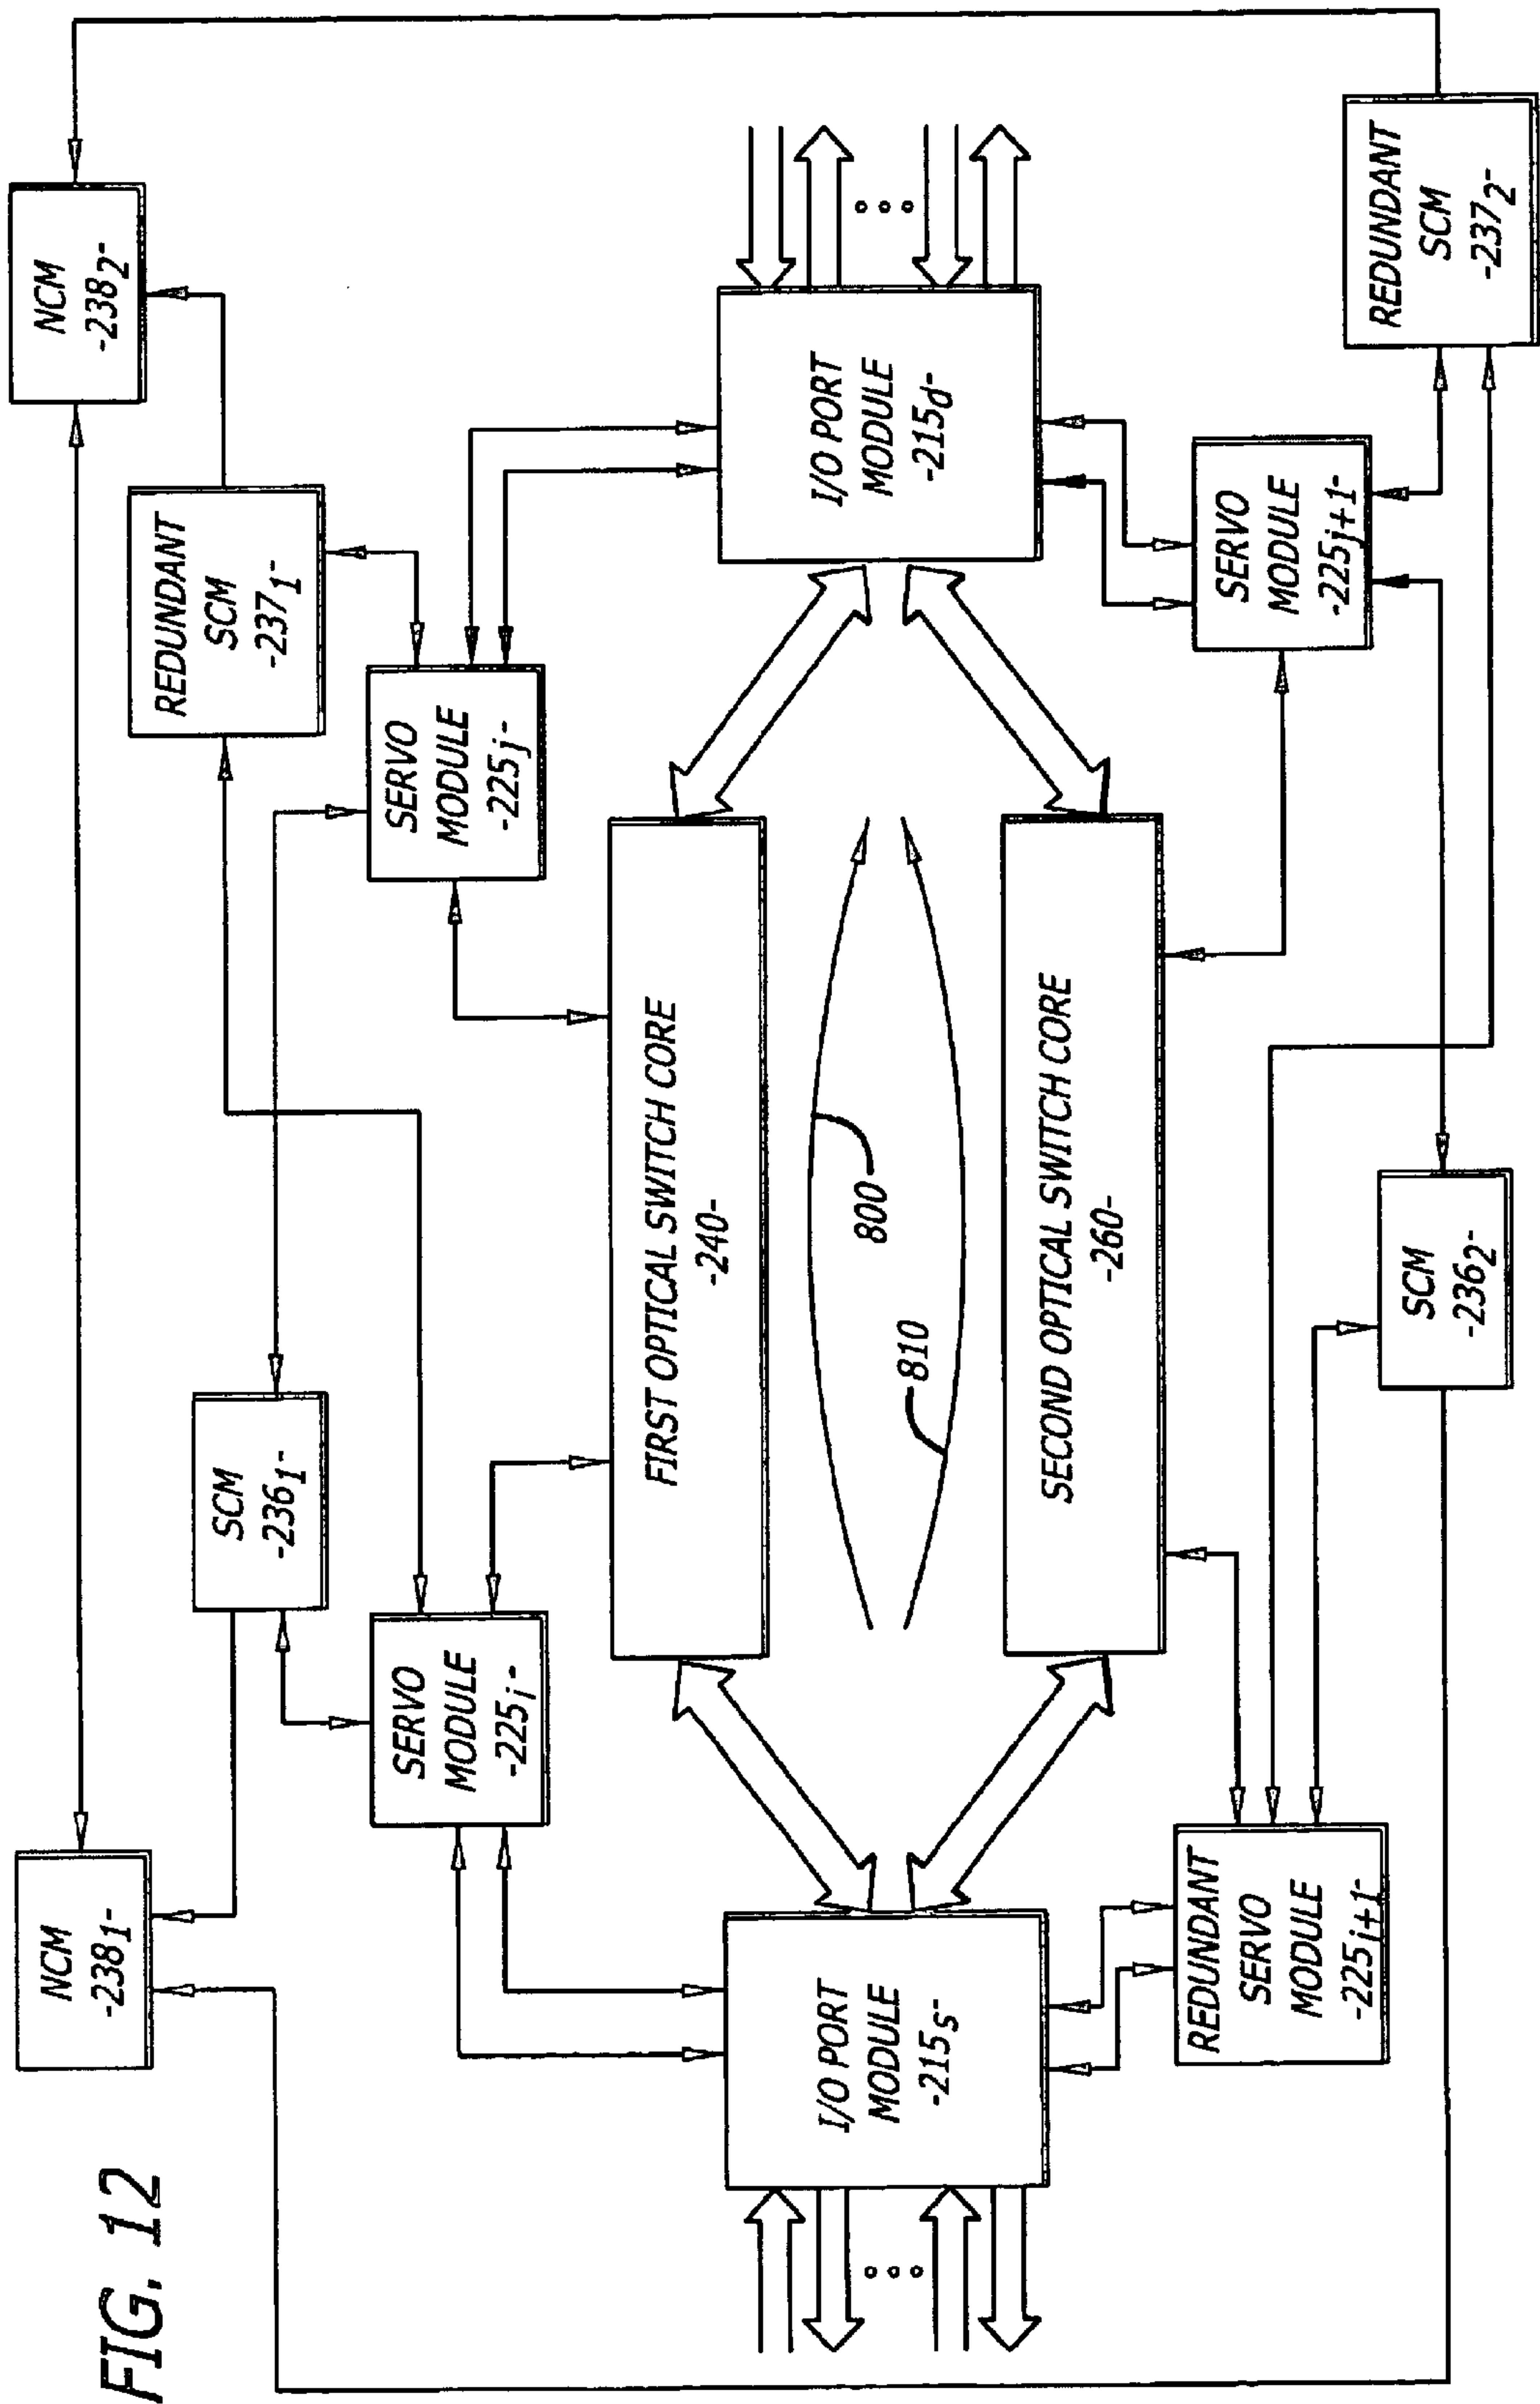 FIG. 12
NCM
-238₁-
NCM
-238₂-
SCM
-236₁-
REDUNDANT
SCM
-237₁-
SERVO
MODULE
-225ᵢ-
SERVO
MODULE
-225ⱼ-
I/O PORT
MODULE
-215ₛ-
FIRST OPTICAL SWITCH CORE
-240-
I/O PORT
MODULE
-215d-
800
810
SECOND OPTICAL SWITCH CORE
-260-
REDUNDANT
SERVO
MODULE
-225ᵢ₊₁-
SERVO
MODULE
-225ⱼ₊₁-
SCM
-236₂-
REDUNDANT
SCM
-237₂-